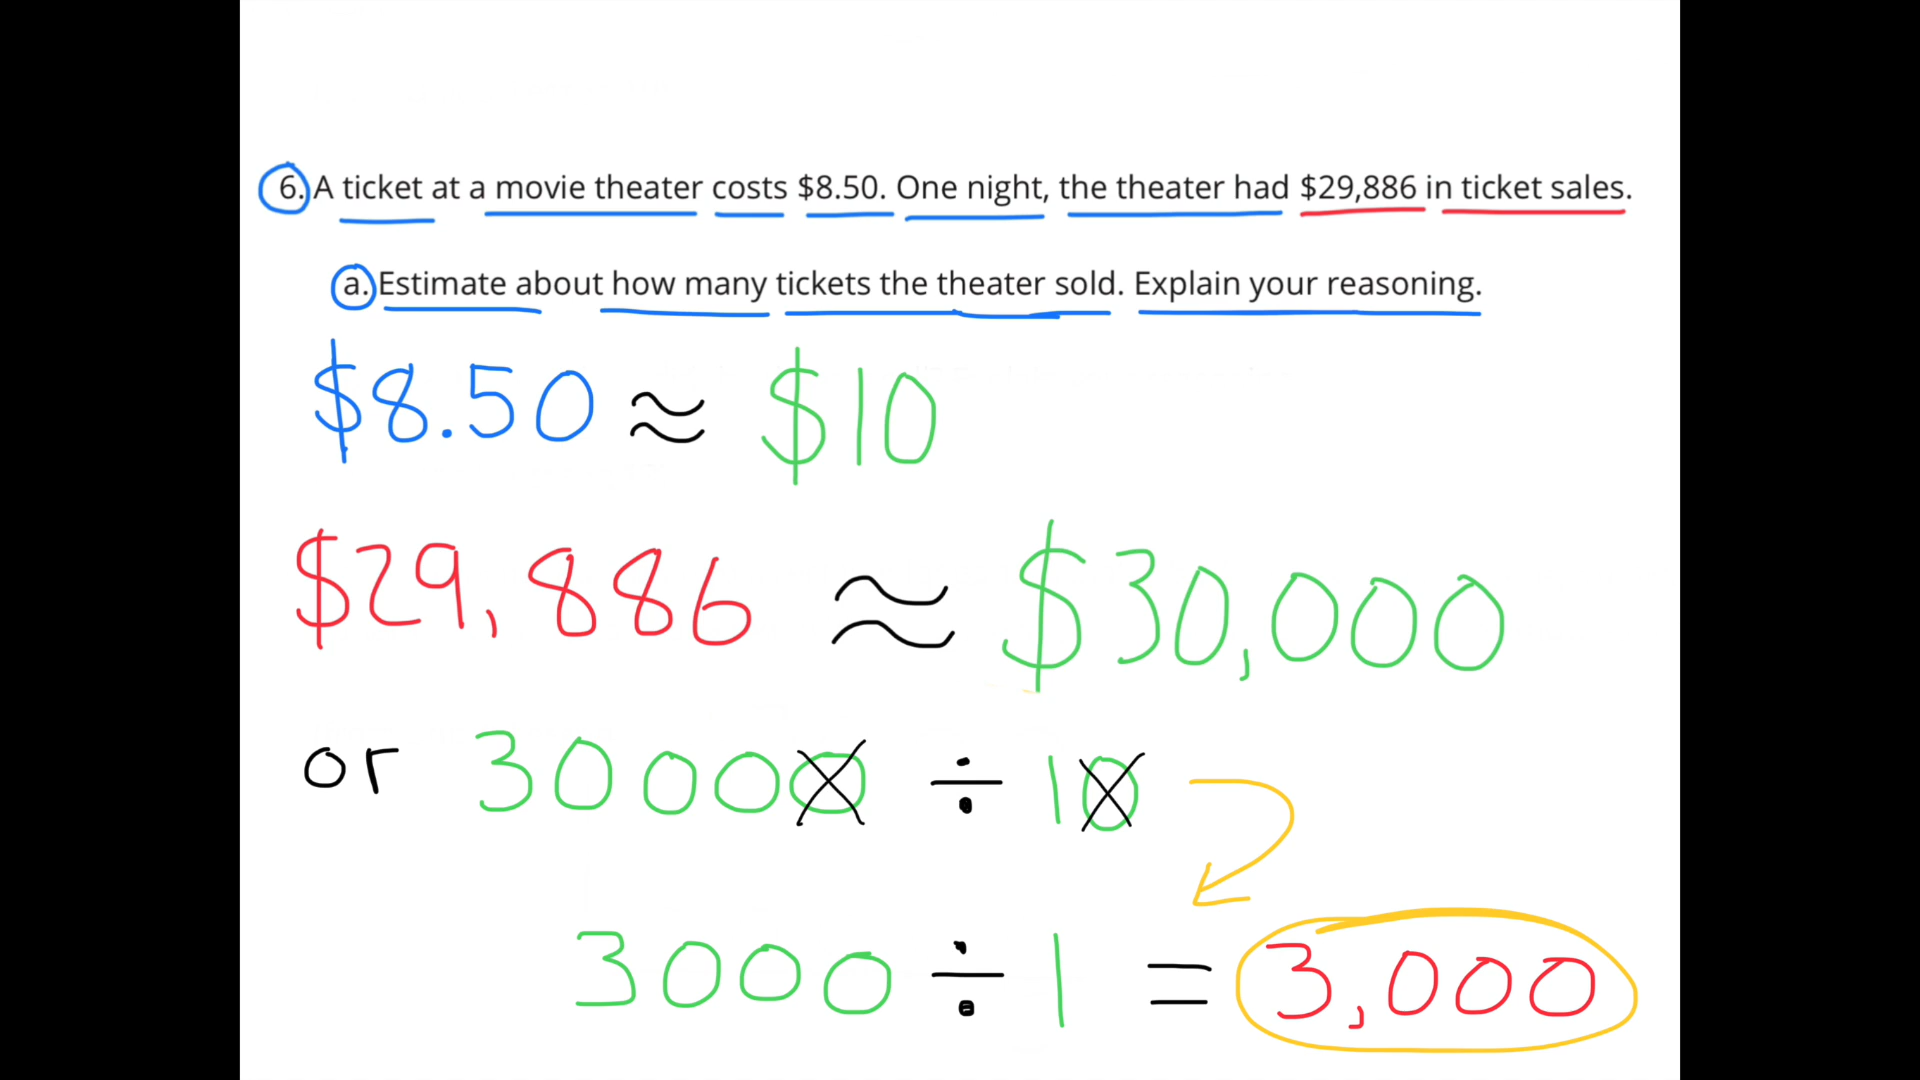 6. A ticket at a movie theater costs $8.50. One night, the theater had $29,886 in ticket sales.
a. Estimate about how many tickets the theater sold. Explain your reasoning.
$8.50 ≈ $10
$29,886 ≈ $30,000
or 30000 ÷ 10
3000 ÷ 1 = 3,000